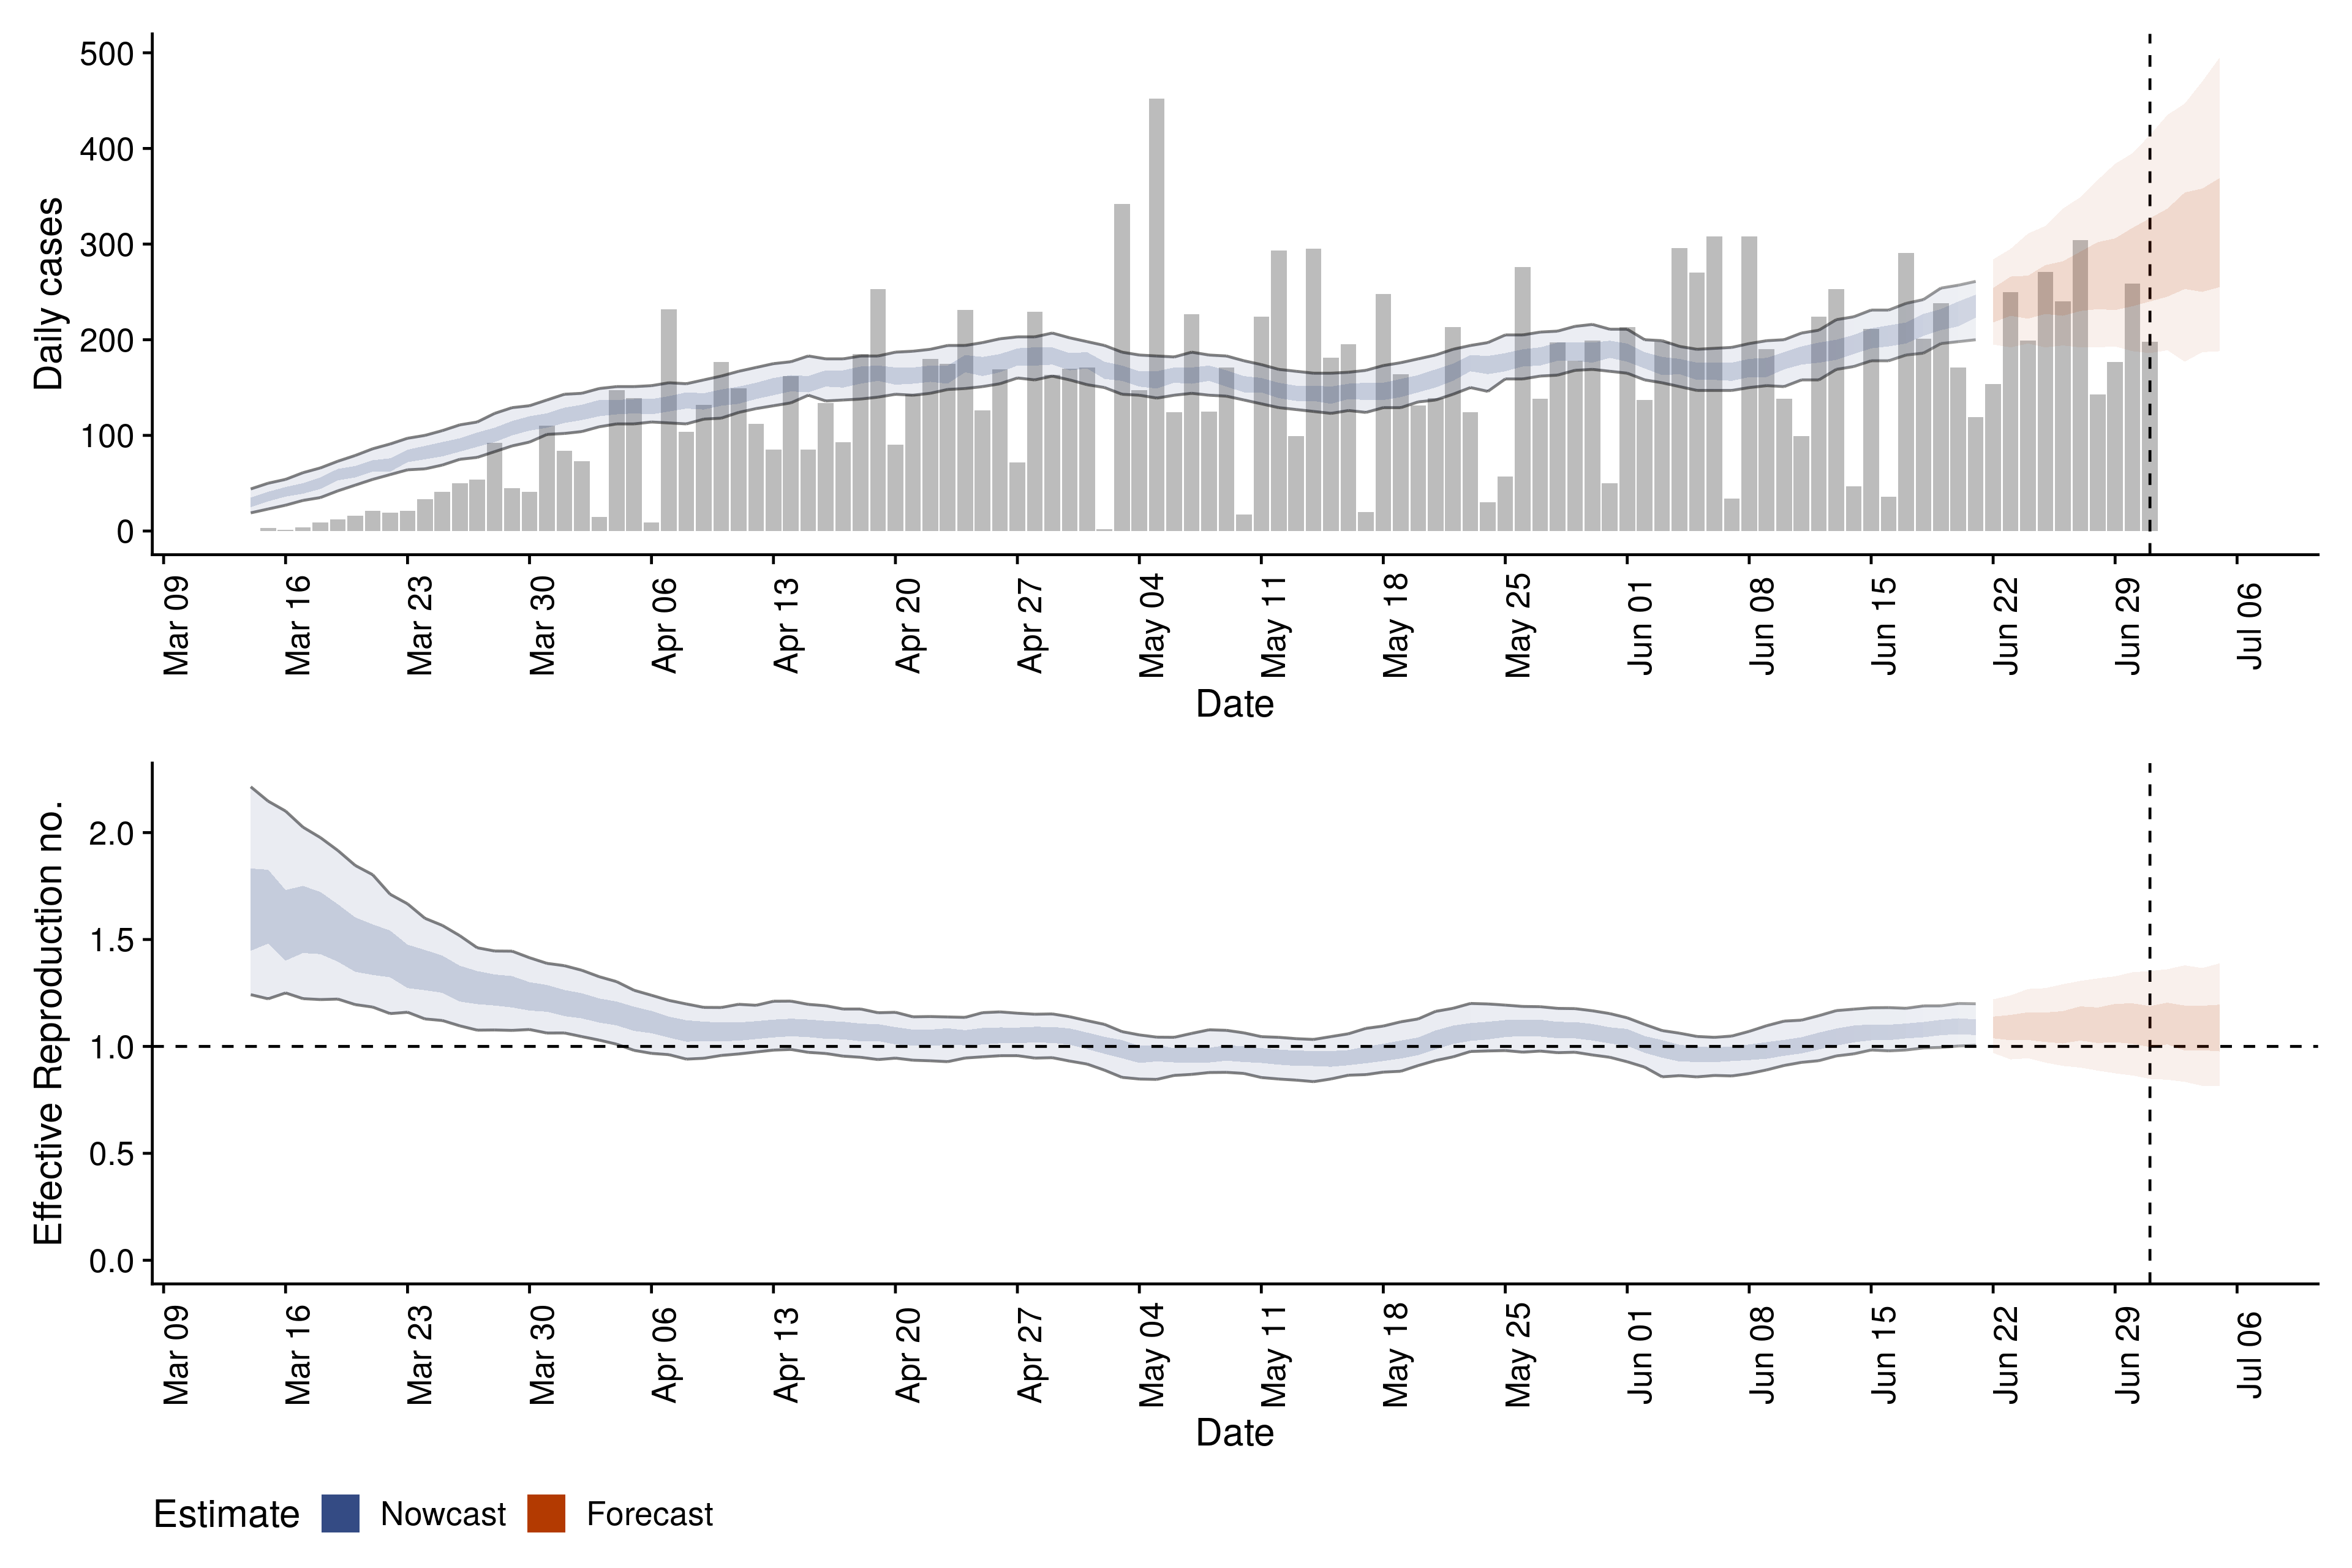 500
400
300
200
100
0
Daily cases
Mar 09 Mar 16 Mar 23 Mar 30 Apr 06 Apr 13 Apr 20 Apr 27 May 04 May 11 May 18 May 25 Jun 01 Jun 08 Jun 15 Jun 22 Jun 29 Jul 06
Date
2.0
1.5
1.0
0.5
0.0
Effective Reproduction no.
Mar 09 Mar 16 Mar 23 Mar 30 Apr 06 Apr 13 Apr 20 Apr 27 May 04 May 11 May 18 May 25 Jun 01 Jun 08 Jun 15 Jun 22 Jun 29 Jul 06
Date
Estimate Nowcast Forecast